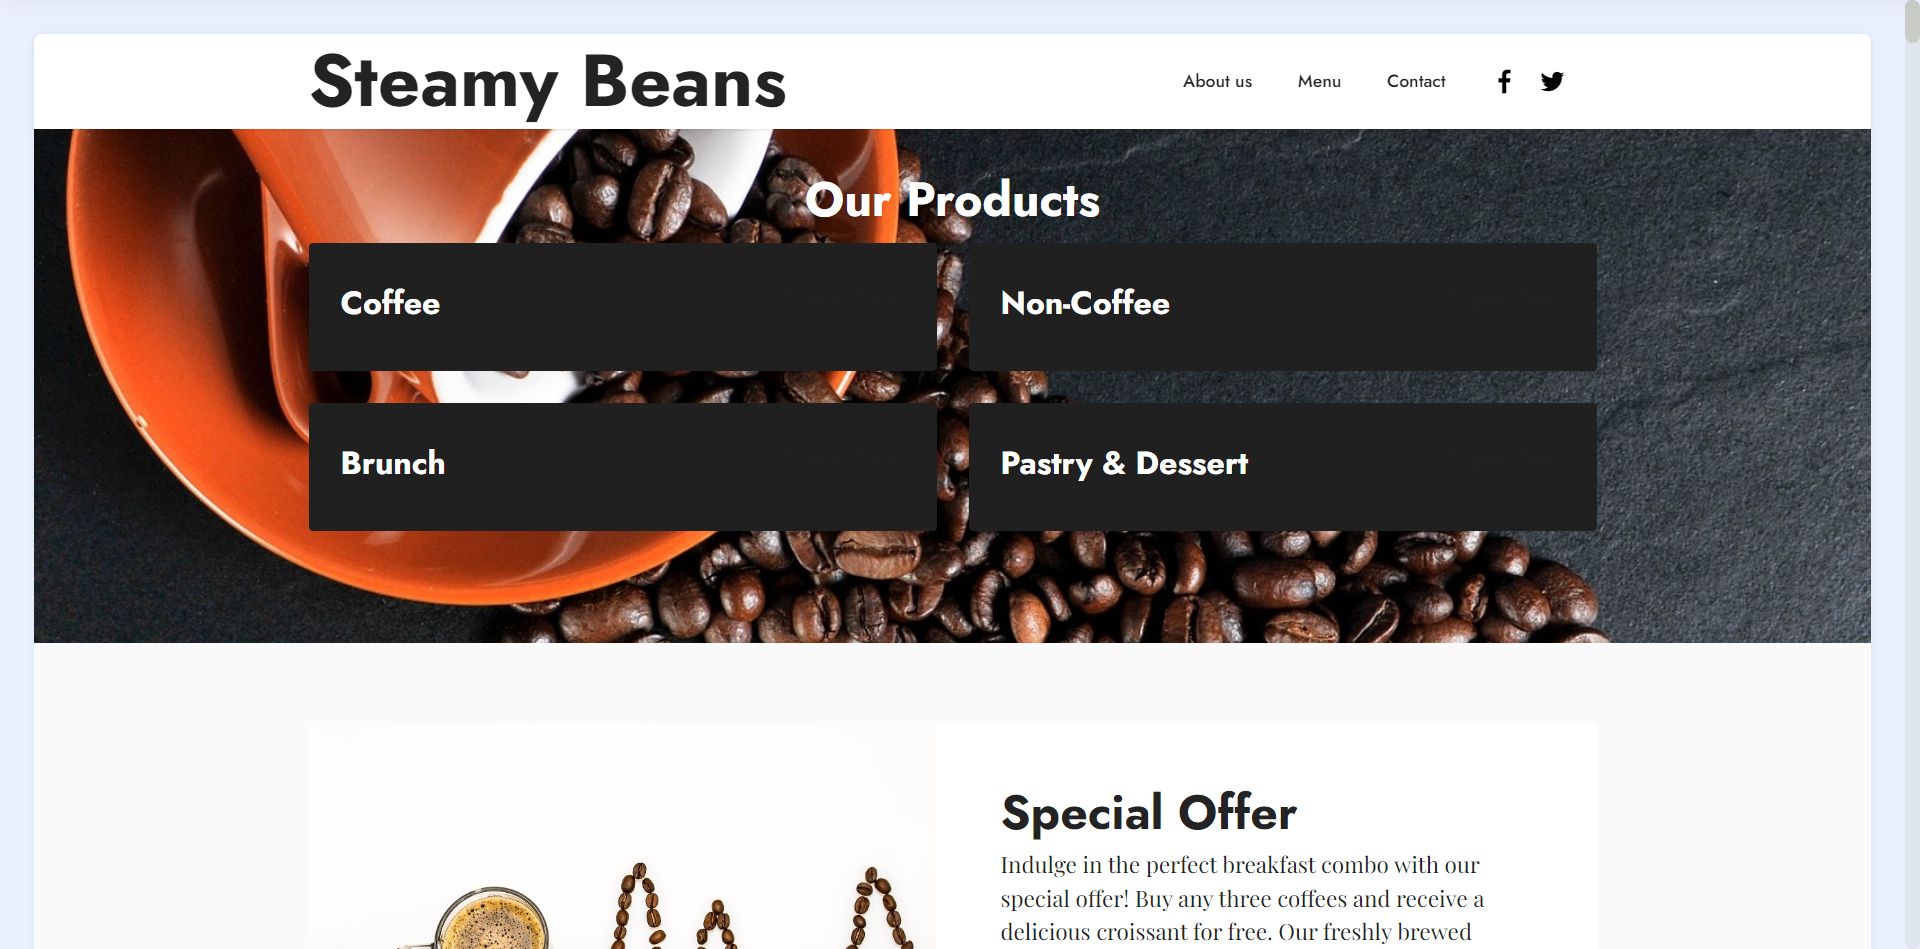 Steamy Beans
About us Menu Contact
Our Products
Coffee
Non-Coffee
Brunch
Pastry & Dessert
Special Offer
Indulge in the perfect breakfast combo with our
special offer! Buy any three coffees and receive a
delicious croissant for free. Our freshly brewed